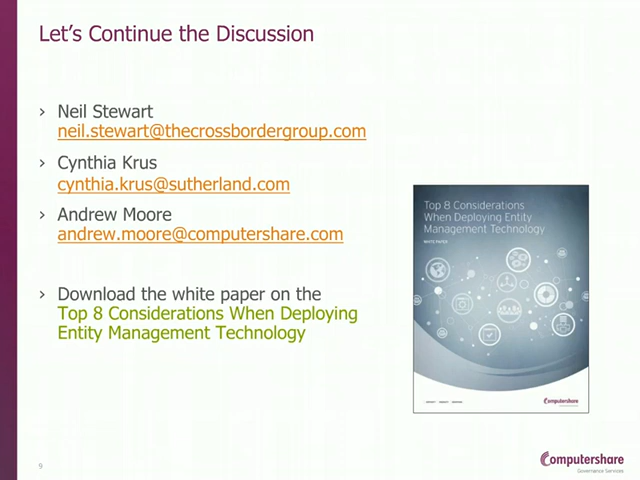 Let's Continue the Discussion
› Neil Stewart
neil.stewart@thecrossbordergroup.com
› Cynthia Krus
cynthia.krus@sutherland.com
› Andrew Moore
andrew.moore@computershare.com
› Download the white paper on the
Top 8 Considerations When Deploying
Entity Management Technology
Top 8 Considerations
When Deploying Entity
Management Technology
WHITE PAPER
Computershare
9
Computershare
Governance Services